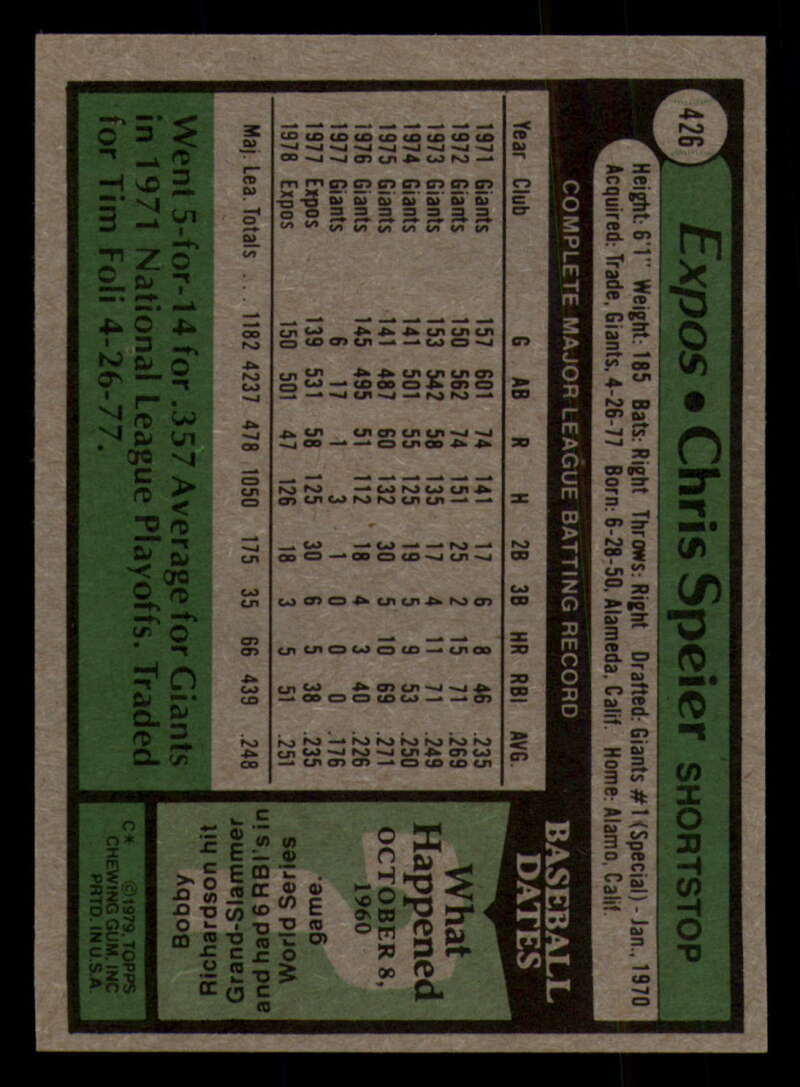 426
Expos • Chris Speier SHORTSTOP
Height: 6'1" Weight: 185 Bats: Right Throws: Right Drafted: Giants #1 (Special) - Jan., 1970
Acquired: Trade, Giants, 4-26-77 Born: 6-28-50, Alameda, Calif. Home: Alamo, Calif.
COMPLETE MAJOR LEAGUE BATTING RECORD
Year Club G AB R H 2B 3B HR RBI AVG.
1971 Giants 157 601 74 141 17 6 8 46 .235
1972 Giants 150 562 74 151 25 2 15 71 .269
1973 Giants 153 542 58 135 17 4 11 71 .249
1974 Giants 141 501 55 125 19 5 9 53 .250
1975 Giants 141 487 60 132 30 5 10 69 .271
1976 Giants 145 495 51 112 18 4 3 40 .226
1977 Giants 6 17 1 3 1 0 0 0 .176
1977 Expos 139 531 58 125 30 6 5 38 .235
1978 Expos 150 501 47 126 18 3 5 51 .251
Maj. Lea. Totals . . . 1182 4237 478 1050 175 35 66 439 .248
Went 5-for-14 for .357 Average for Giants
in 1971 National League Playoffs. Traded
for Tim Foli 4-26-77.
BASEBALL
DATES
What
Happened
OCTOBER 8,
1960
Bobby
Richardson hit
Grand-Slammer
and had 6 RBI's in
World Series
game.
C* ©1979, TOPPS
CHEWING GUM, INC
PRTD. IN U.S.A.